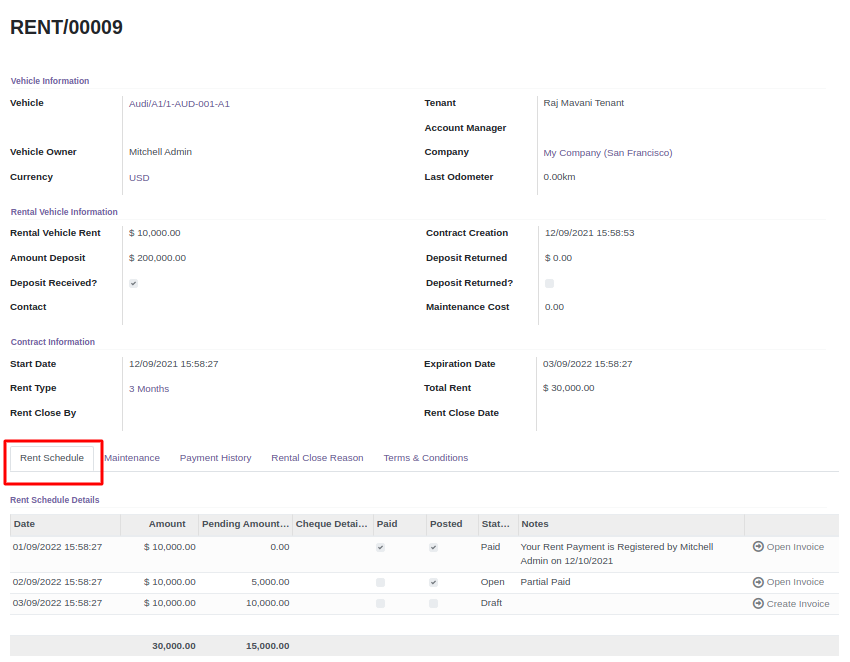 RENT/00009
Vehicle Information
Vehicle Audi/A1/1-AUD-001-A1 Tenant Raj Mavani Tenant
Account Manager
Vehicle Owner Mitchell Admin Company My Company (San Francisco)
Currency USD Last Odometer 0.00km
Rental Vehicle Information
Rental Vehicle Rent $ 10,000.00 Contract Creation 12/09/2021 15:58:53
Amount Deposit $ 200,000.00 Deposit Returned $ 0.00
Deposit Received? Deposit Returned?
Contact Maintenance Cost 0.00
Contract Information
Start Date 12/09/2021 15:58:27 Expiration Date 03/09/2022 15:58:27
Rent Type 3 Months Total Rent $ 30,000.00
Rent Close By Rent Close Date
Rent Schedule Maintenance Payment History Rental Close Reason Terms & Conditions
Rent Schedule Details
Date Amount Pending Amount... Cheque Detai... Paid Posted Stat... Notes
01/09/2022 15:58:27 $ 10,000.00 0.00 Paid Your Rent Payment is Registered by Mitchell Open Invoice
Admin on 12/10/2021
02/09/2022 15:58:27 $ 10,000.00 5,000.00 Open Partial Paid Open Invoice
03/09/2022 15:58:27 $ 10,000.00 10,000.00 Draft Create Invoice
30,000.00 15,000.00